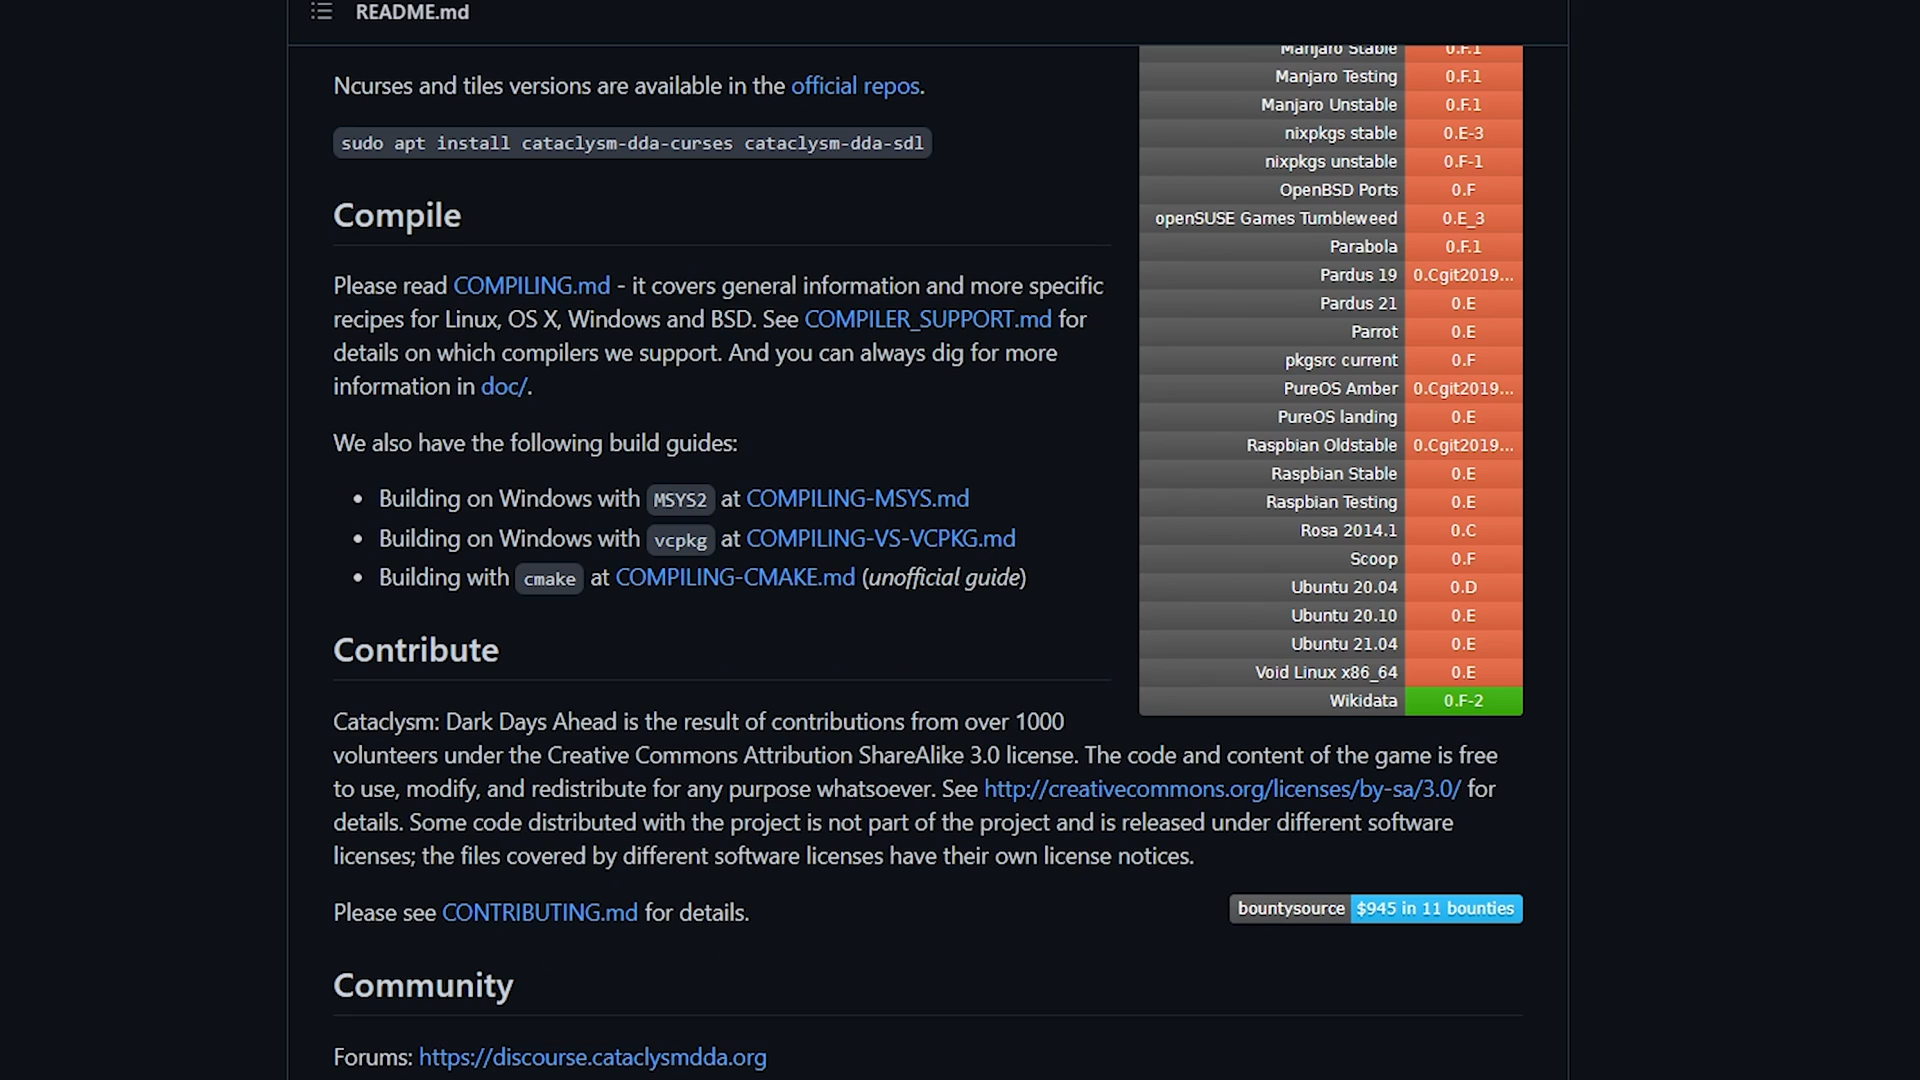 README.md
Ncurses and tiles versions are available in the official repos.
sudo apt install cataclysm-dda-curses cataclysm-dda-sdl
Compile
Please read COMPILING.md - it covers general information and more specific
recipes for Linux, OS X, Windows and BSD. See COMPILER_SUPPORT.md for
details on which compilers we support. And you can always dig for more
information in doc/.
We also have the following build guides:
• Building on Windows with MSYS2 at COMPILING-MSYS.md
• Building on Windows with vcpkg at COMPILING-VS-VCPKG.md
• Building with cmake at COMPILING-CMAKE.md (unofficial guide)
Manjaro Stable 0.F.1
Manjaro Testing 0.F.1
Manjaro Unstable 0.F.1
nixpkgs stable 0.E-3
nixpkgs unstable 0.F-1
OpenBSD Ports 0.F
openSUSE Games Tumbleweed 0.E_3
Parabola 0.F.1
Pardus 19 0.Cgit2019...
Pardus 21 0.E
Parrot 0.E
pkgsrc current 0.F
PureOS Amber 0.Cgit2019...
PureOS landing 0.E
Raspbian Oldstable 0.Cgit2019...
Raspbian Stable 0.E
Raspbian Testing 0.E
Rosa 2014.1 0.C
Scoop 0.F
Ubuntu 20.04 0.D
Ubuntu 20.10 0.E
Ubuntu 21.04 0.E
Void Linux x86_64 0.E
Wikidata 0.F-2
Contribute
Cataclysm: Dark Days Ahead is the result of contributions from over 1000
volunteers under the Creative Commons Attribution ShareAlike 3.0 license. The code and content of the game is free
to use, modify, and redistribute for any purpose whatsoever. See http://creativecommons.org/licenses/by-sa/3.0/ for
details. Some code distributed with the project is not part of the project and is released under different software
licenses; the files covered by different software licenses have their own license notices.
Please see CONTRIBUTING.md for details.
bountysource $945 in 11 bounties
Community
Forums: https://discourse.cataclysmdda.org